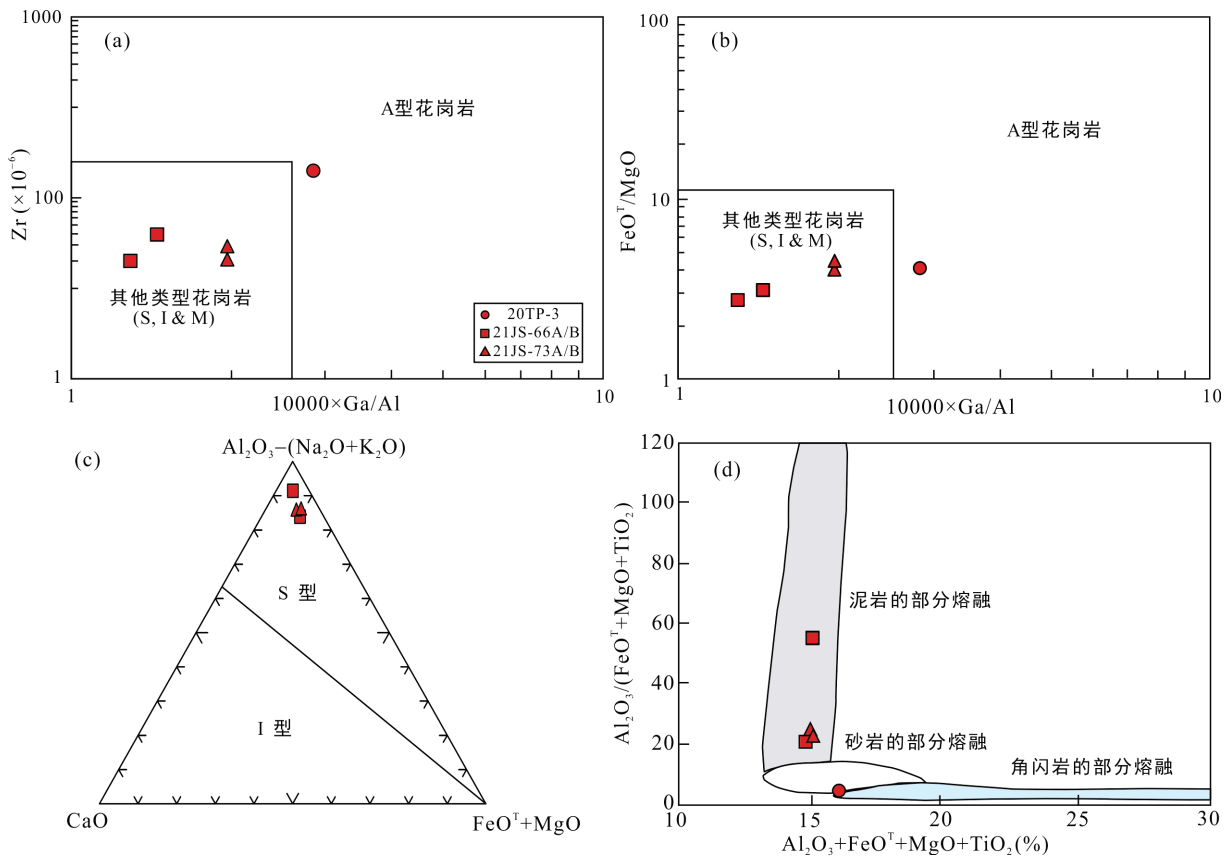 (a)
1000
100
1
Zr (×10⁻⁶)
A型花岗岩
其他类型花岗岩
(S, I & M)
20TP-3
21JS-66A/B
21JS-73A/B
1
10
10000×Ga/Al
(b)
100
10
1
FeOᵀ/MgO
A型花岗岩
其他类型花岗岩
(S, I & M)
1
10
10000×Ga/Al
(c)
Al₂O₃−(Na₂O+K₂O)
S 型
I 型
CaO
FeOᵀ+MgO
(d)
120
100
80
60
40
20
0
Al₂O₃/(FeOᵀ+MgO+TiO₂)
泥岩的部分熔融
砂岩的部分熔融
角闪岩的部分熔融
10
15
20
25
30
Al₂O₃+FeOᵀ+MgO+TiO₂(%)